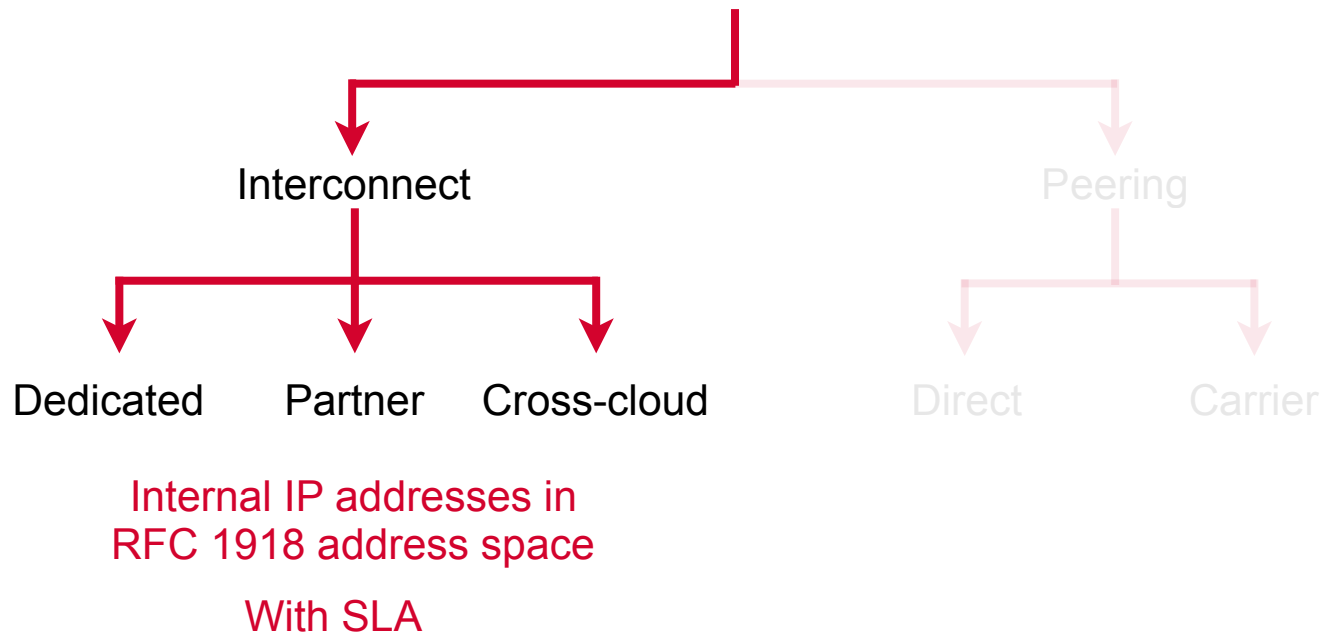 Interconnect
Peering
Dedicated
Partner
Cross-cloud
Direct
Carrier
Internal IP addresses in
RFC 1918 address space
With SLA